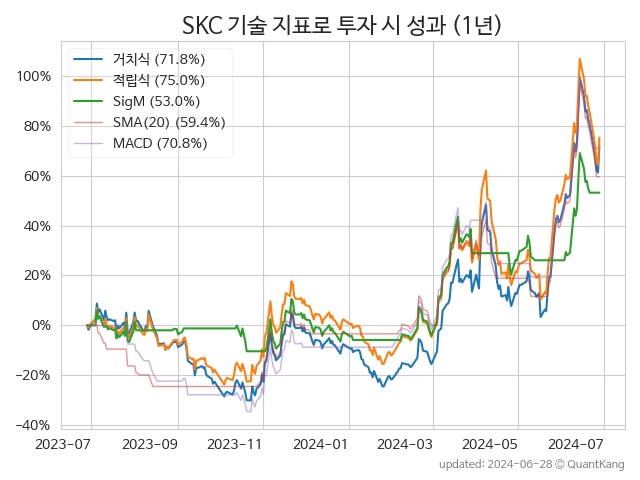 SKC 기술 지표로 투자 시 성과 (1년)
거치식 (71.8%)
적립식 (75.0%)
SigM (53.0%)
SMA(20) (59.4%)
MACD (70.8%)
100%
80%
60%
40%
20%
0%
−20%
−40%
2023-07 2023-09 2023-11 2024-01 2024-03 2024-05 2024-07
updated: 2024-06-28 ⓒ QuantKang